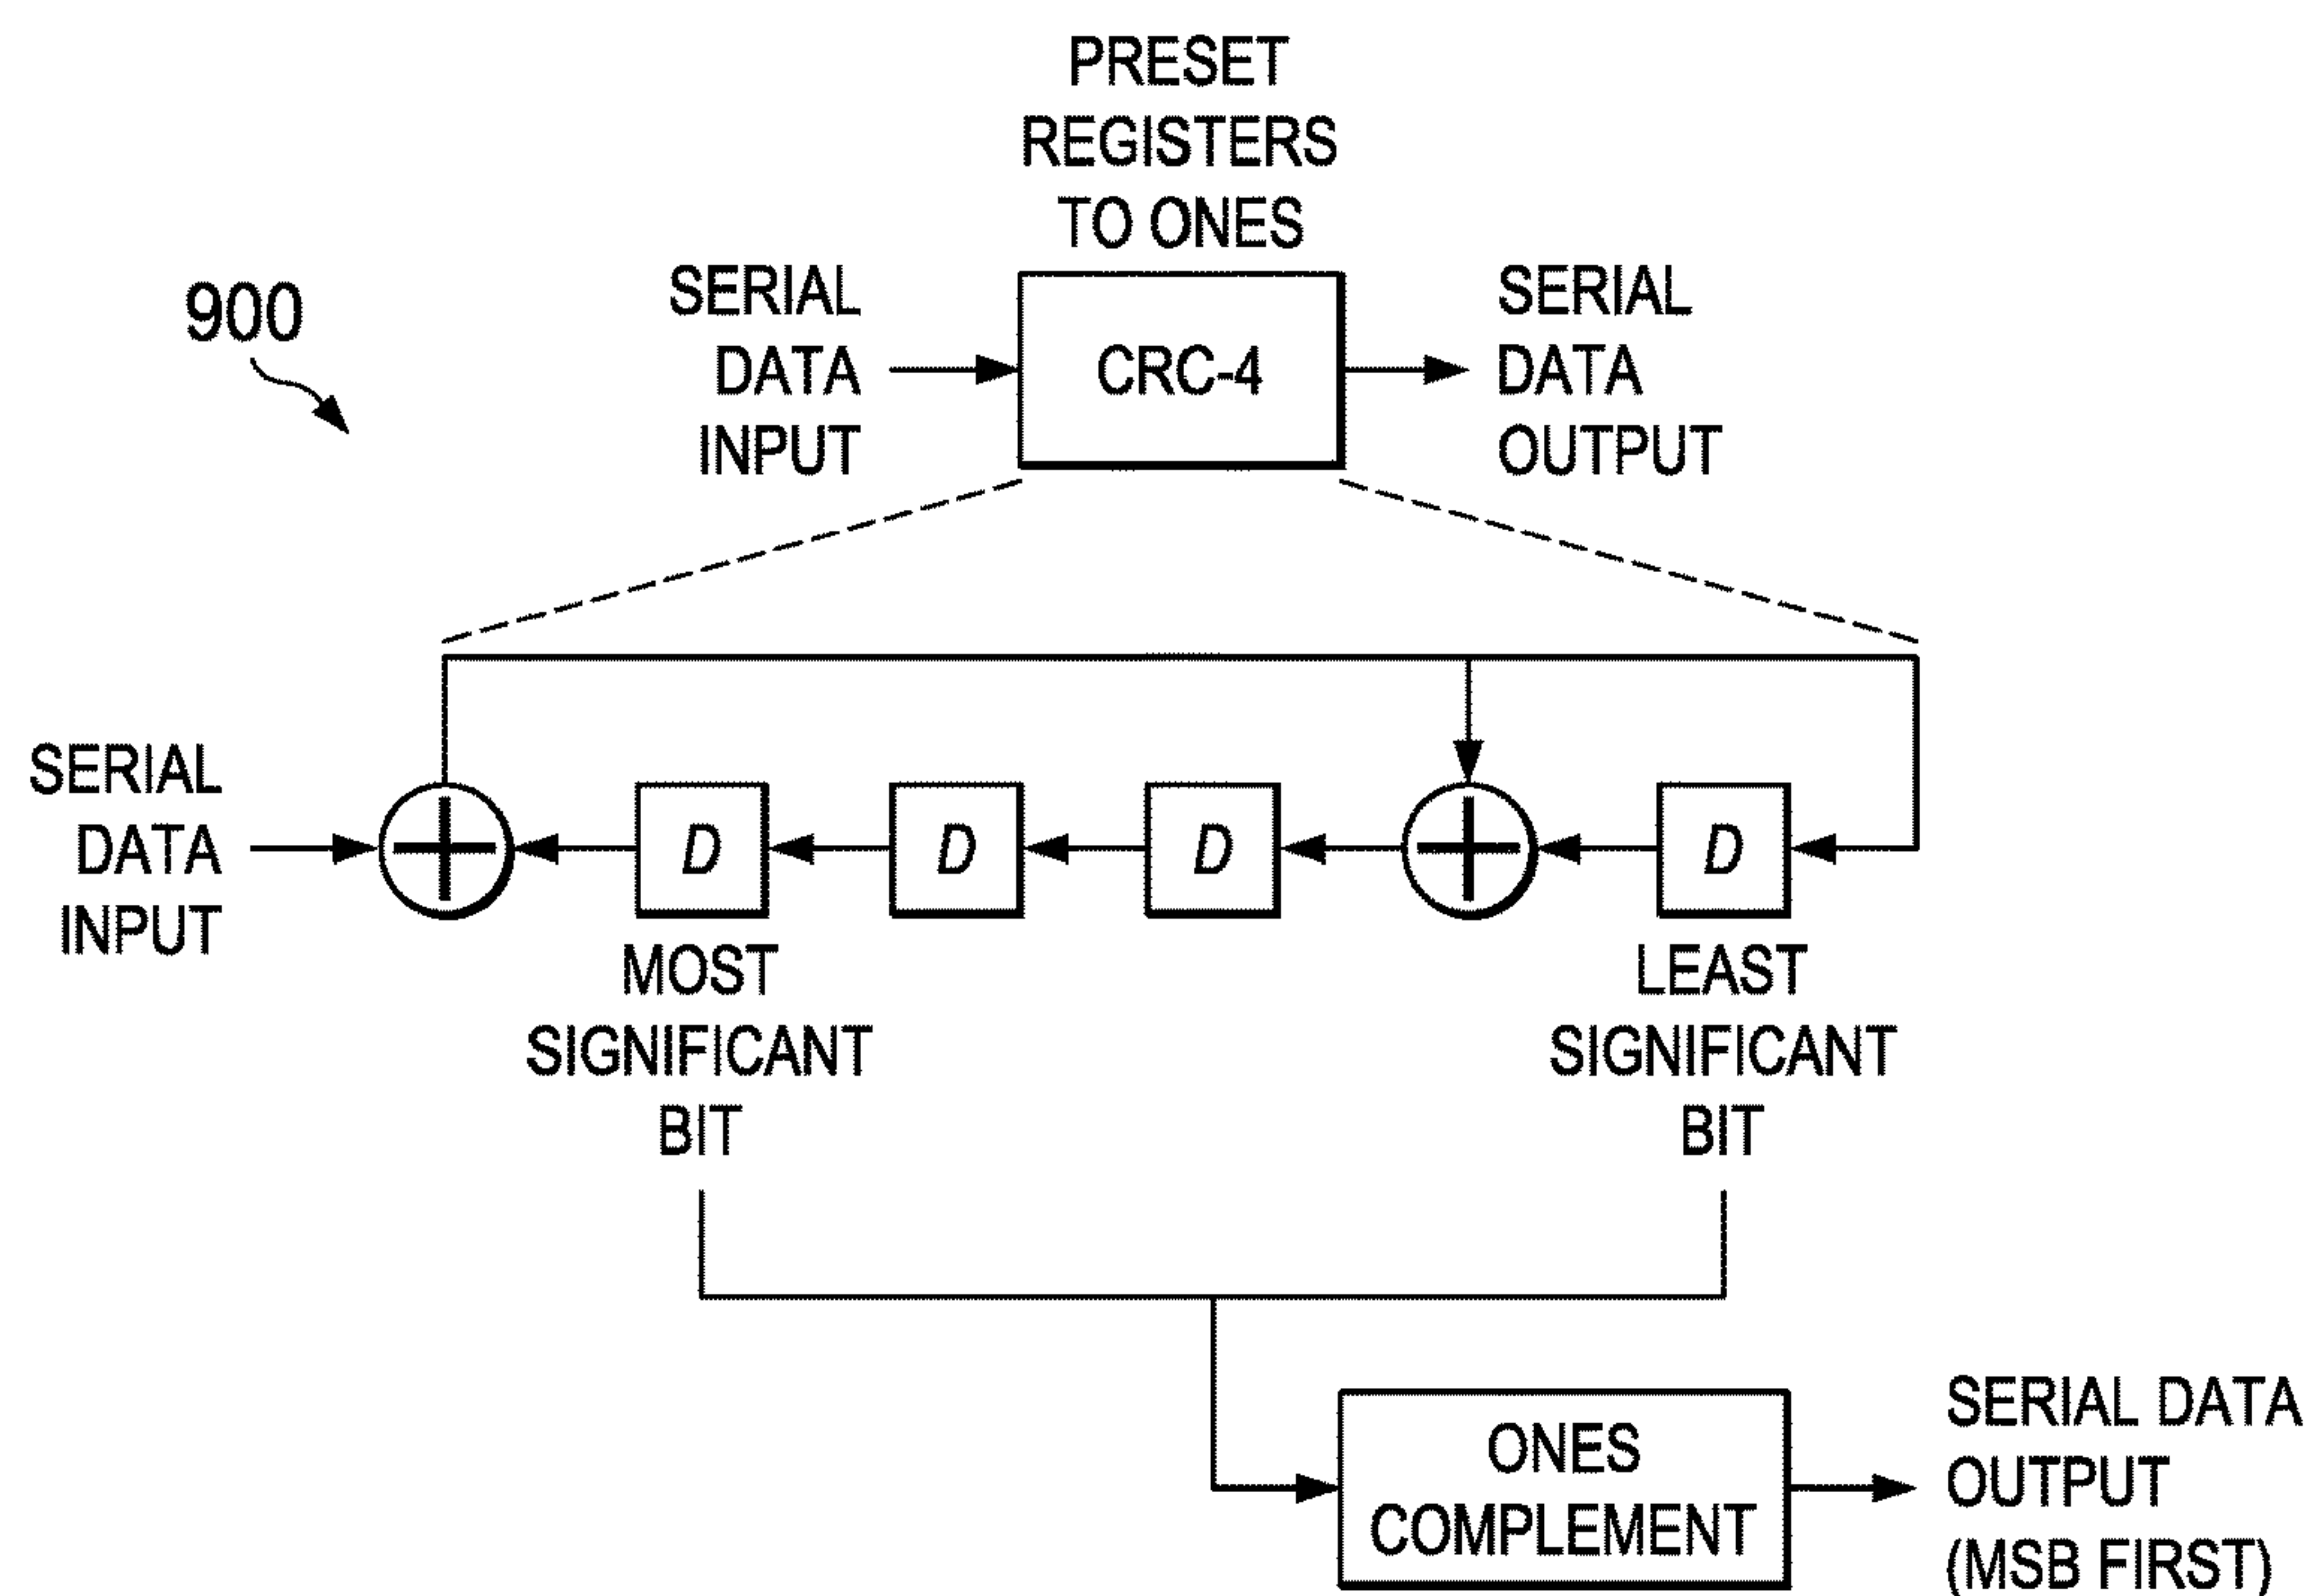 PRESET
REGISTERS
TO ONES
900
SERIAL
DATA
INPUT
CRC-4
SERIAL
DATA
OUTPUT
SERIAL
DATA
INPUT
D
D
D
D
MOST
SIGNIFICANT
BIT
LEAST
SIGNIFICANT
BIT
ONES
COMPLEMENT
SERIAL DATA
OUTPUT
(MSB FIRST)